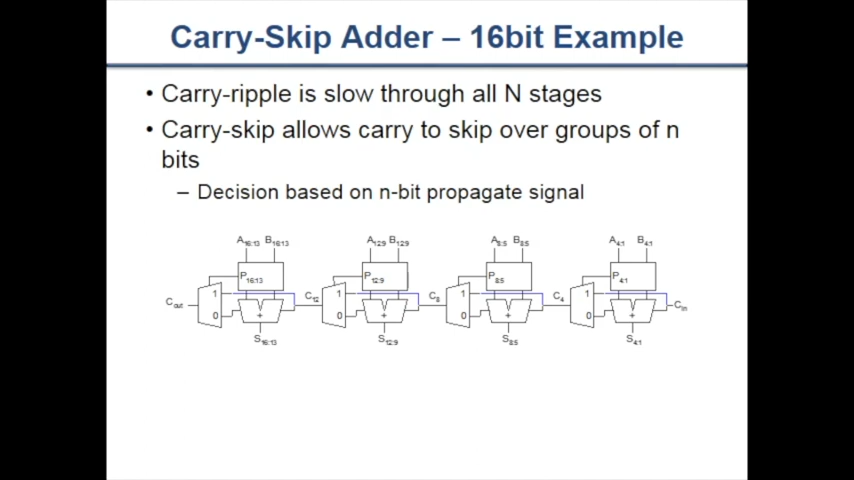 Carry-Skip Adder – 16bit Example
• Carry-ripple is slow through all N stages
• Carry-skip allows carry to skip over groups of n
bits
– Decision based on n-bit propagate signal
A16:13 B16:13 A12:9 B12:9 A8:5 B8:5 A4:1 B4:1
P16:13 P12:9 P8:5 P4:1
Cout 1 C12 1 C8 1 C4 1 Cin
0 + 0 + 0 + 0 +
S16:13 S12:9 S8:5 S4:1